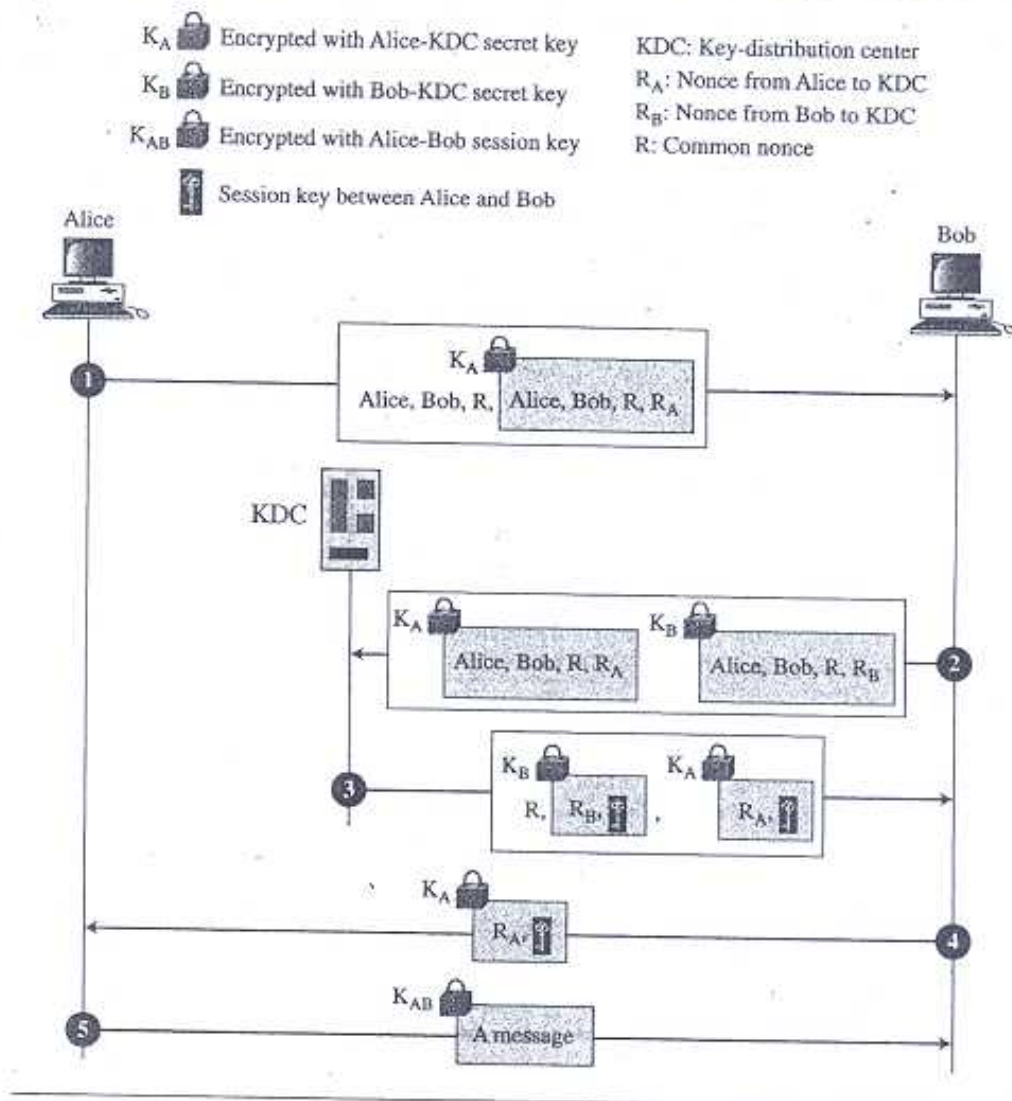 K_A Encrypted with Alice-KDC secret key
K_B Encrypted with Bob-KDC secret key
K_AB Encrypted with Alice-Bob session key
Session key between Alice and Bob
KDC: Key-distribution center
R_A: Nonce from Alice to KDC
R_B: Nonce from Bob to KDC
R: Common nonce
Alice
Bob
K_A
1
Alice, Bob, R, Alice, Bob, R, R_A
KDC
K_A K_B
Alice, Bob, R, R_A Alice, Bob, R, R_B
2
K_B K_A
3
R, R_B, , R_A,
K_A
R_A,
4
K_AB
5
A message